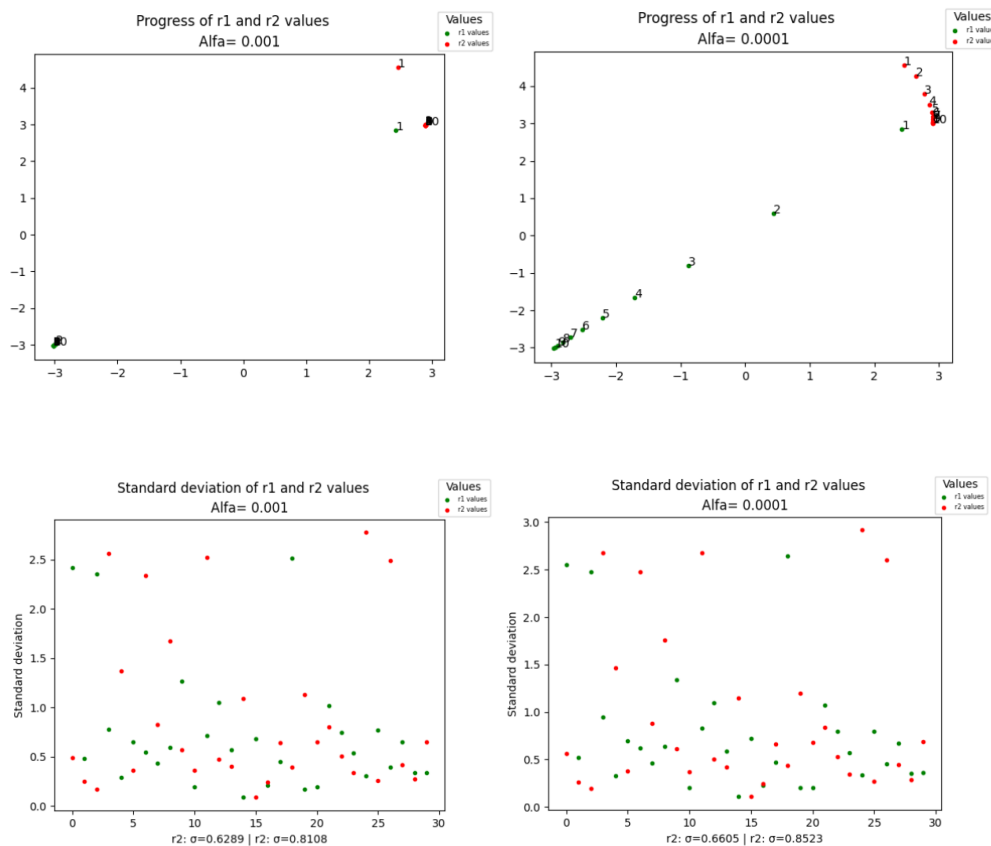 Progress of r1 and r2 values
Alfa= 0.001
Values
r1 values
r2 values
4
3
2
1
0
−1
−2
−3
−3
−2
−1
0
1
2
3
1
1
Progress of r1 and r2 values
Alfa= 0.0001
Values
r1 values
r2 values
4
3
2
1
0
−1
−2
−3
−3
−2
−1
0
1
2
3
1
2
3
4
1
2
3
4
5
6
7
Standard deviation of r1 and r2 values
Alfa= 0.001
Values
r1 values
r2 values
Standard deviation
2.5
2.0
1.5
1.0
0.5
0.0
0
5
10
15
20
25
30
r2: σ=0.6289 | r2: σ=0.8108
Standard deviation of r1 and r2 values
Alfa= 0.0001
Values
r1 values
r2 values
Standard deviation
3.0
2.5
2.0
1.5
1.0
0.5
0.0
0
5
10
15
20
25
30
r2: σ=0.6605 | r2: σ=0.8523